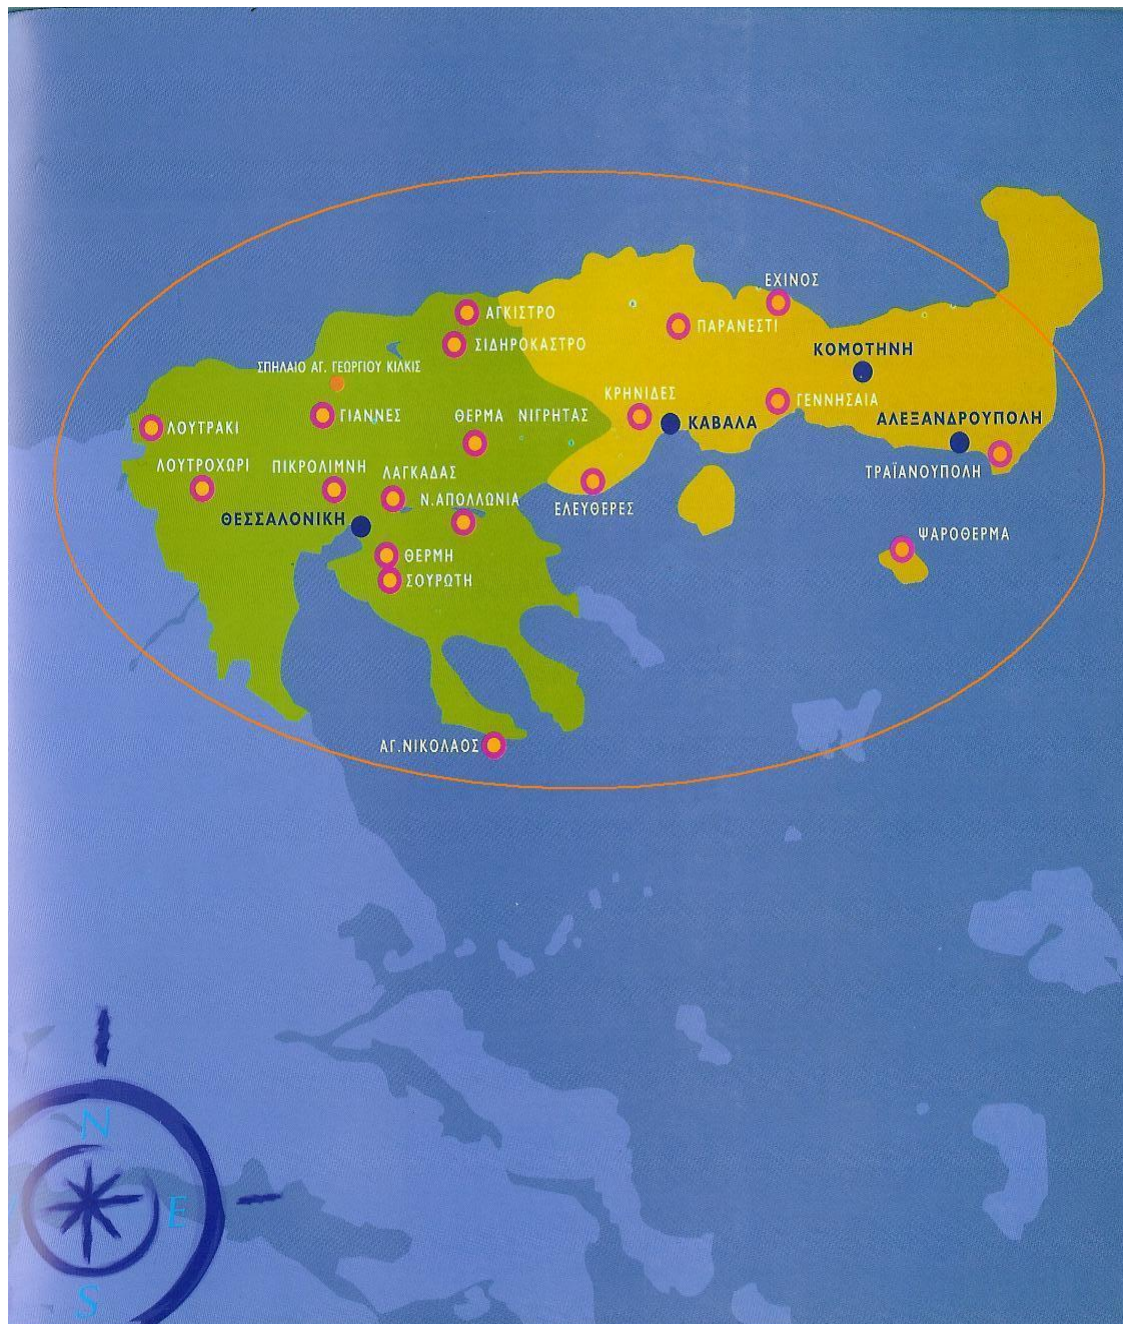 ΕΧΙΝΟΣ
ΑΓΚΙΣΤΡΟ
ΠΑΡΑΝΕΣΤΙ
ΣΙΔΗΡΟΚΑΣΤΡΟ
ΚΟΜΟΤΗΝΗ
ΣΠΗΛΑΙΟ ΑΓ. ΓΕΩΡΓΙΟΥ ΚΙΛΚΙΣ
ΚΡΗΝΙΔΕΣ
ΓΕΝΝΗΣΑΙΑ
ΓΙΑΝΝΕΣ
ΘΕΡΜΑ ΝΙΓΡΗΤΑΣ
ΚΑΒΑΛΑ
ΑΛΕΞΑΝΔΡΟΥΠΟΛΗ
ΛΟΥΤΡΑΚΙ
ΛΟΥΤΡΟΧΩΡΙ
ΠΙΚΡΟΛΙΜΝΗ
ΛΑΓΚΑΔΑΣ
ΤΡΑΪΑΝΟΥΠΟΛΗ
Ν.ΑΠΟΛΛΩΝΙΑ
ΕΛΕΥΘΕΡΕΣ
ΘΕΣΣΑΛΟΝΙΚΗ
ΨΑΡΟΘΕΡΜΑ
ΘΕΡΜΗ
ΣΟΥΡΩΤΗ
ΑΓ.ΝΙΚΟΛΑΟΣ
N
E
S